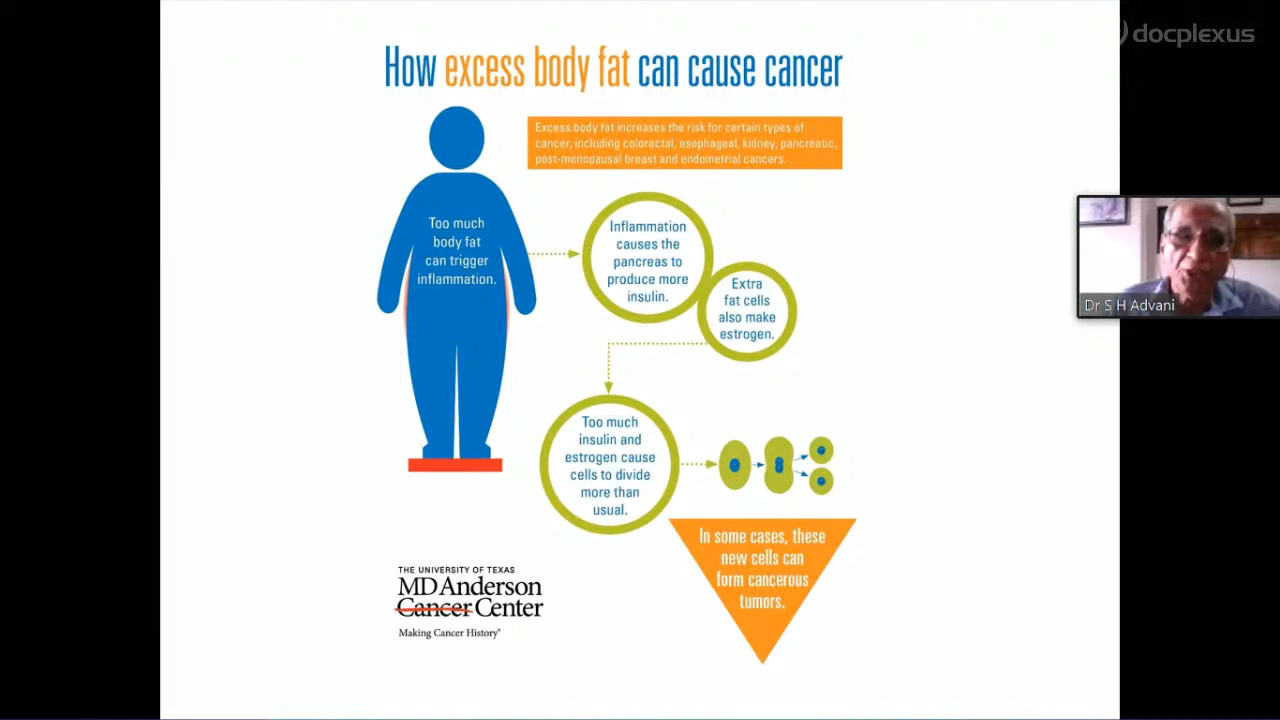 docplexus
How excess body fat can cause cancer
Excess body fat increases the risk for certain types of
cancer, including colorectal, esophageal, kidney, pancreatic,
post-menopausal breast and endometrial cancers.
Too much
body fat
can trigger
inflammation.
Inflammation
causes the
pancreas to
produce more
insulin.
Extra
fat cells
also make
estrogen.
Dr S H Advani
Too much
insulin and
estrogen cause
cells to divide
more than
usual.
In some cases, these
new cells can
form cancerous
tumors.
THE UNIVERSITY OF TEXAS
MD Anderson
Cancer Center
Making Cancer History®